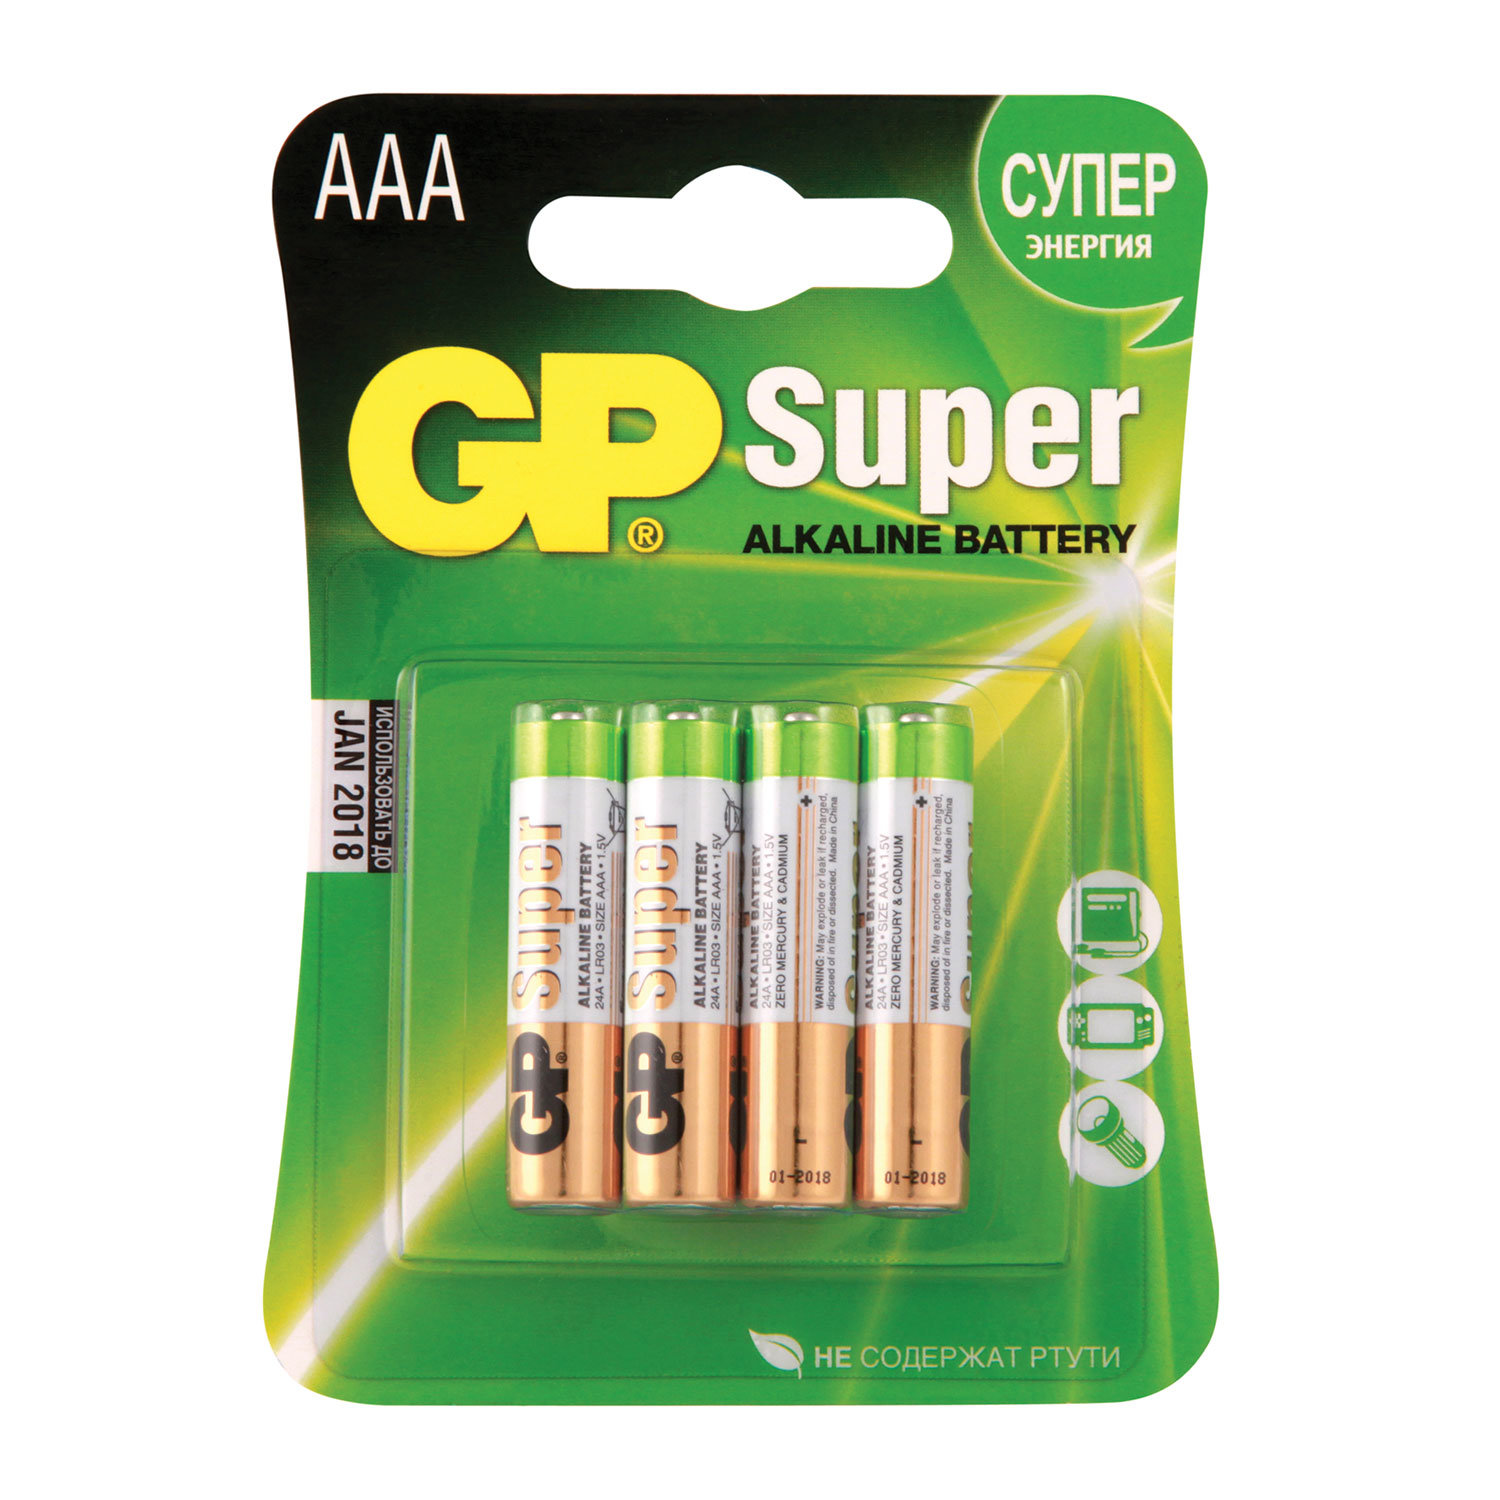 AAA
СУПЕР
ЭНЕРГИЯ
GP®
Super
ALKALINE BATTERY
ИСПОЛЬЗОВАТЬ ДО
JAN 2018
GP®
Super
ALKALINE BATTERY
24A • LR03 • SIZE AAA • 1.5V
GP®
Super
ALKALINE BATTERY
24A • LR03 • SIZE AAA • 1.5V
ALKALINE BATTERY
24A • LR03 • SIZE AAA • 1.5V
ZERO MERCURY & CADMIUM
+
WARNING: May explode or leak if recharged,
disposed of in fire or dissected. Made in China
01-2018
ALKALINE BATTERY
24A • LR03 • SIZE AAA • 1.5V
ZERO MERCURY & CADMIUM
+
WARNING: May explode or leak if recharged,
disposed of in fire or dissected. Made in China
01-2018
НЕ СОДЕРЖАТ РТУТИ